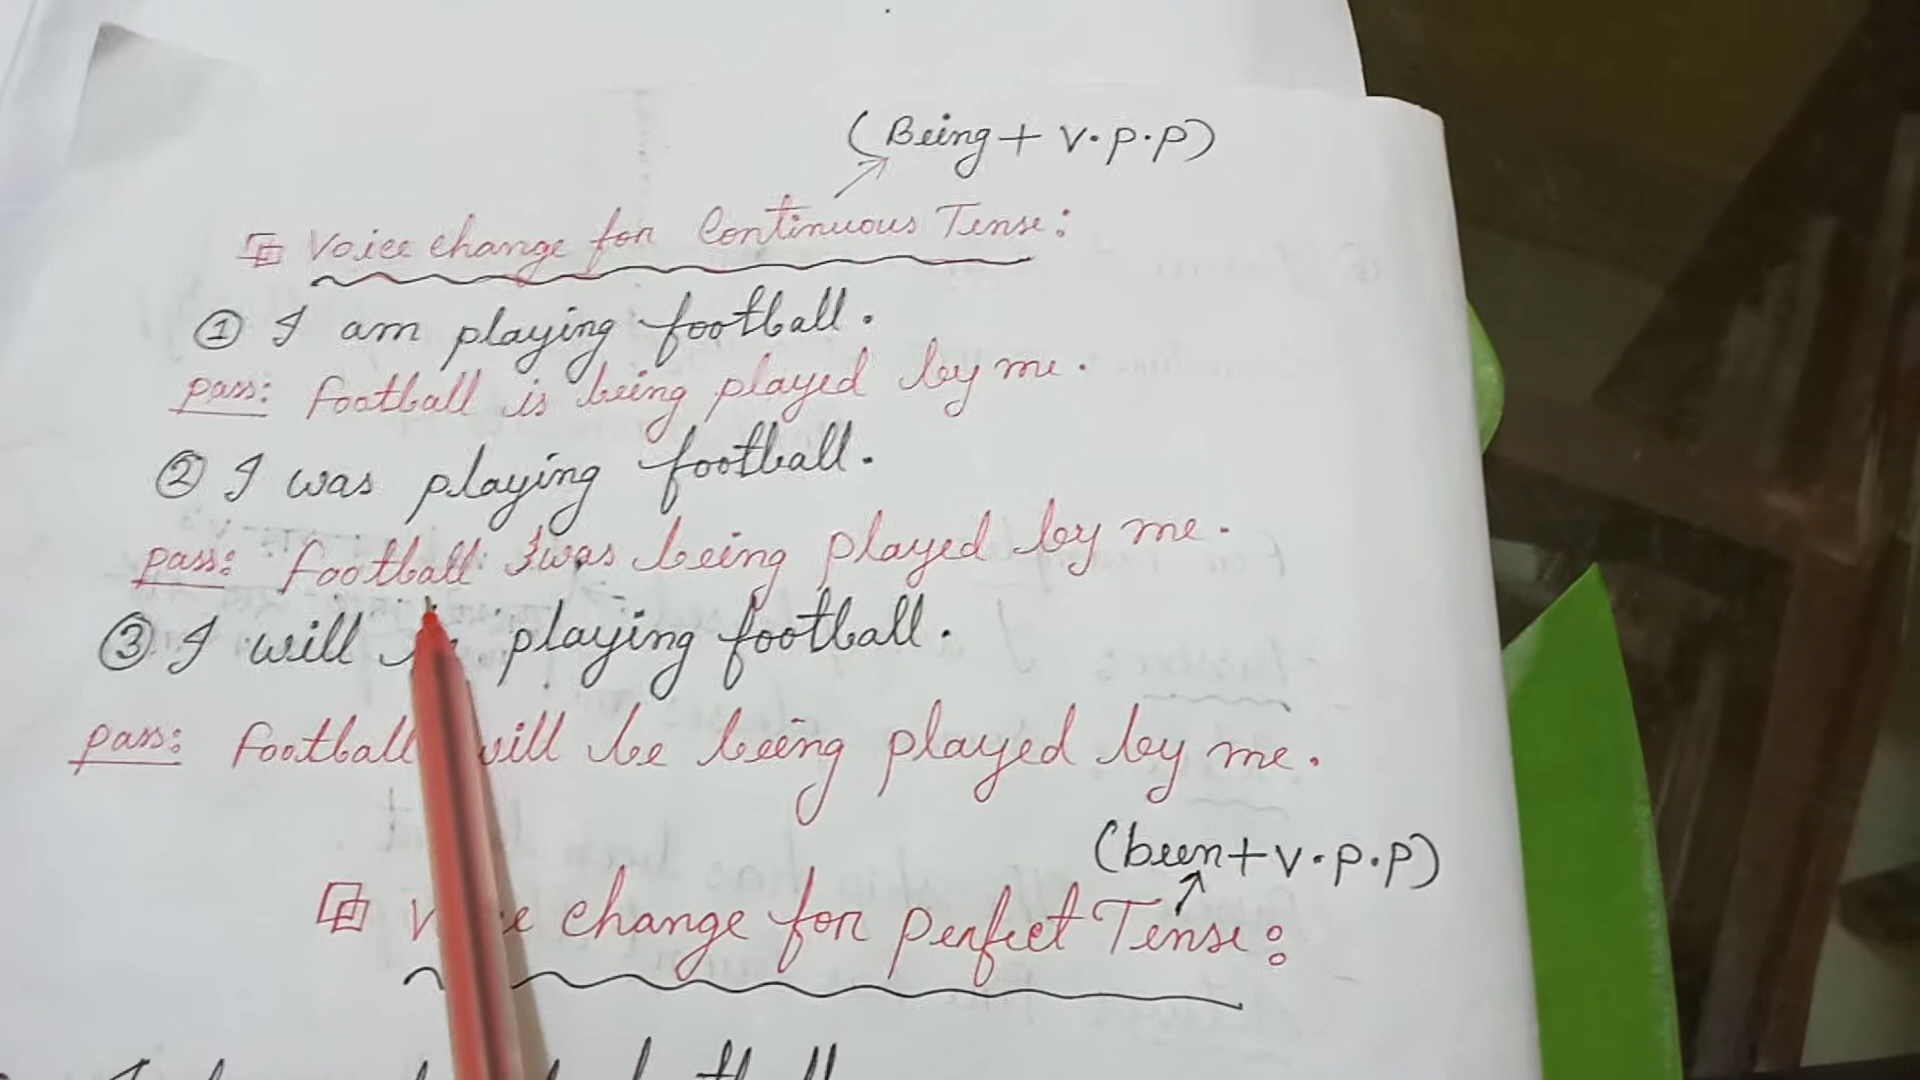 (Being + v.p.p)
Voice change for Continuous Tense:
① I am playing football.
pass: football is being played by me.
② I was playing football.
pass: football was being played by me.
③ I will playing football.
pass: football will be being played by me.
(been + v.p.p)
change for perfect Tense: